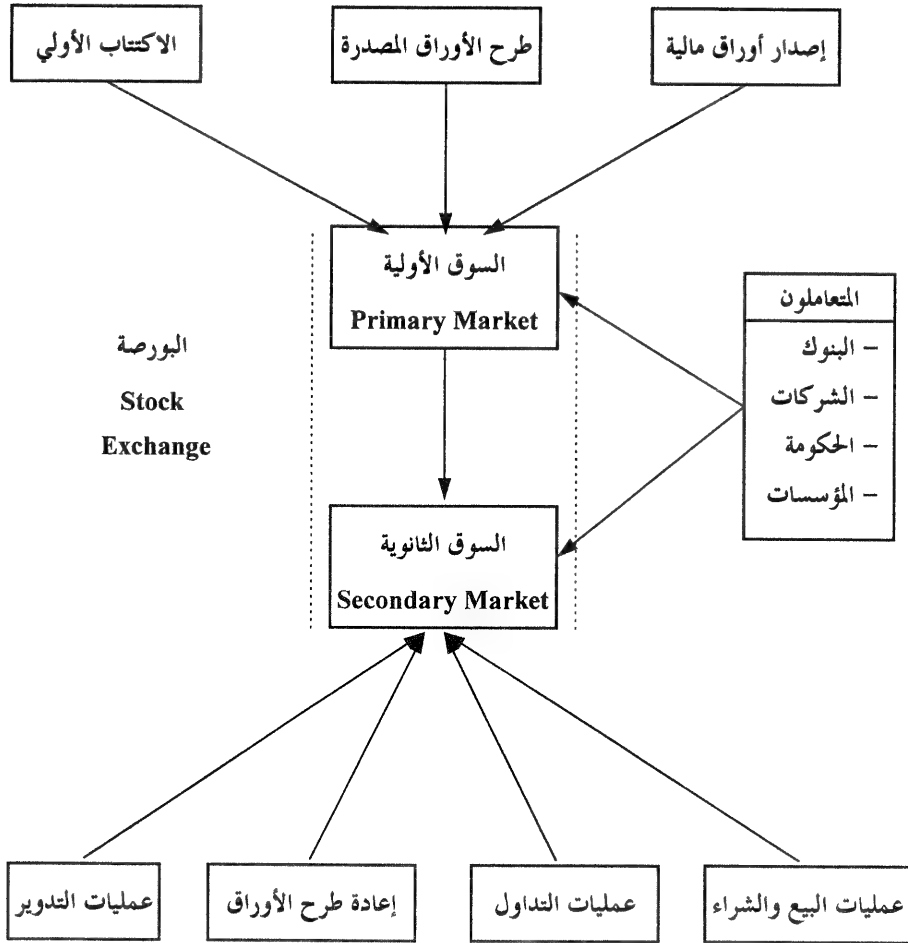 إصدار أوراق مالية
طرح الأوراق المصدرة
الاكتتاب الأولي
السوق الأولية
Primary Market
المتعاملون
– البنوك
– الشركات
– الحكومة
– المؤسسات
البورصة
Stock
Exchange
السوق الثانوية
Secondary Market
عمليات البيع والشراء
عمليات التداول
إعادة طرح الأوراق
عمليات التدوير